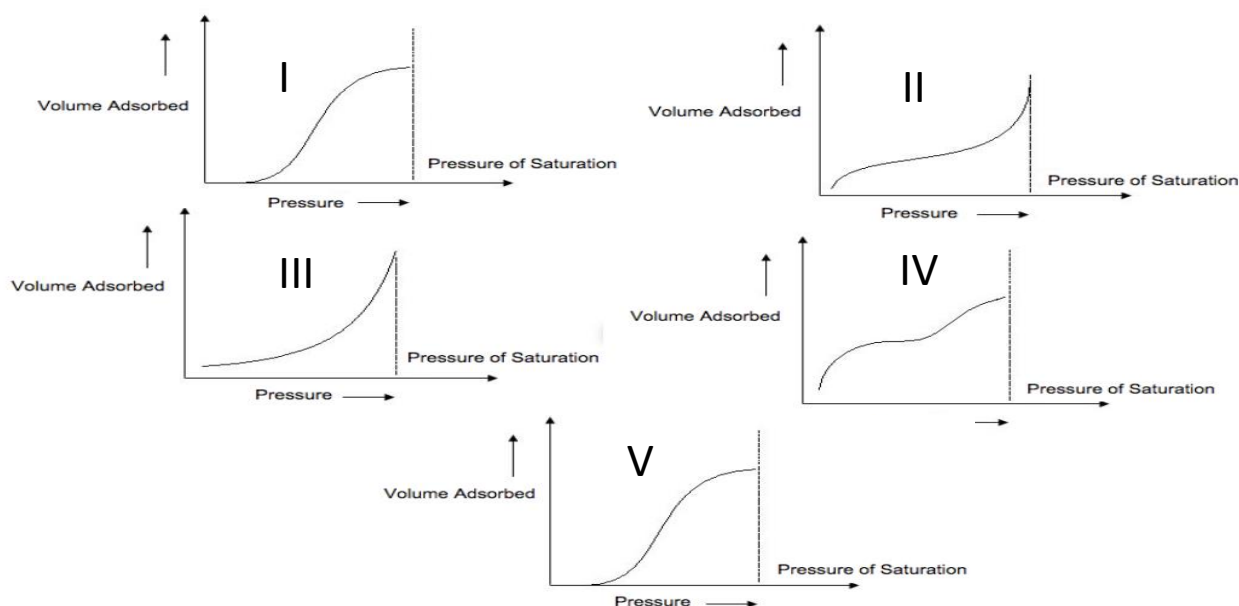 I
Volume Adsorbed
Pressure of Saturation
Pressure
II
Volume Adsorbed
Pressure of Saturation
Pressure
III
Volume Adsorbed
Pressure of Saturation
Pressure
IV
Volume Adsorbed
Pressure of Saturation
V
Volume Adsorbed
Pressure of Saturation
Pressure